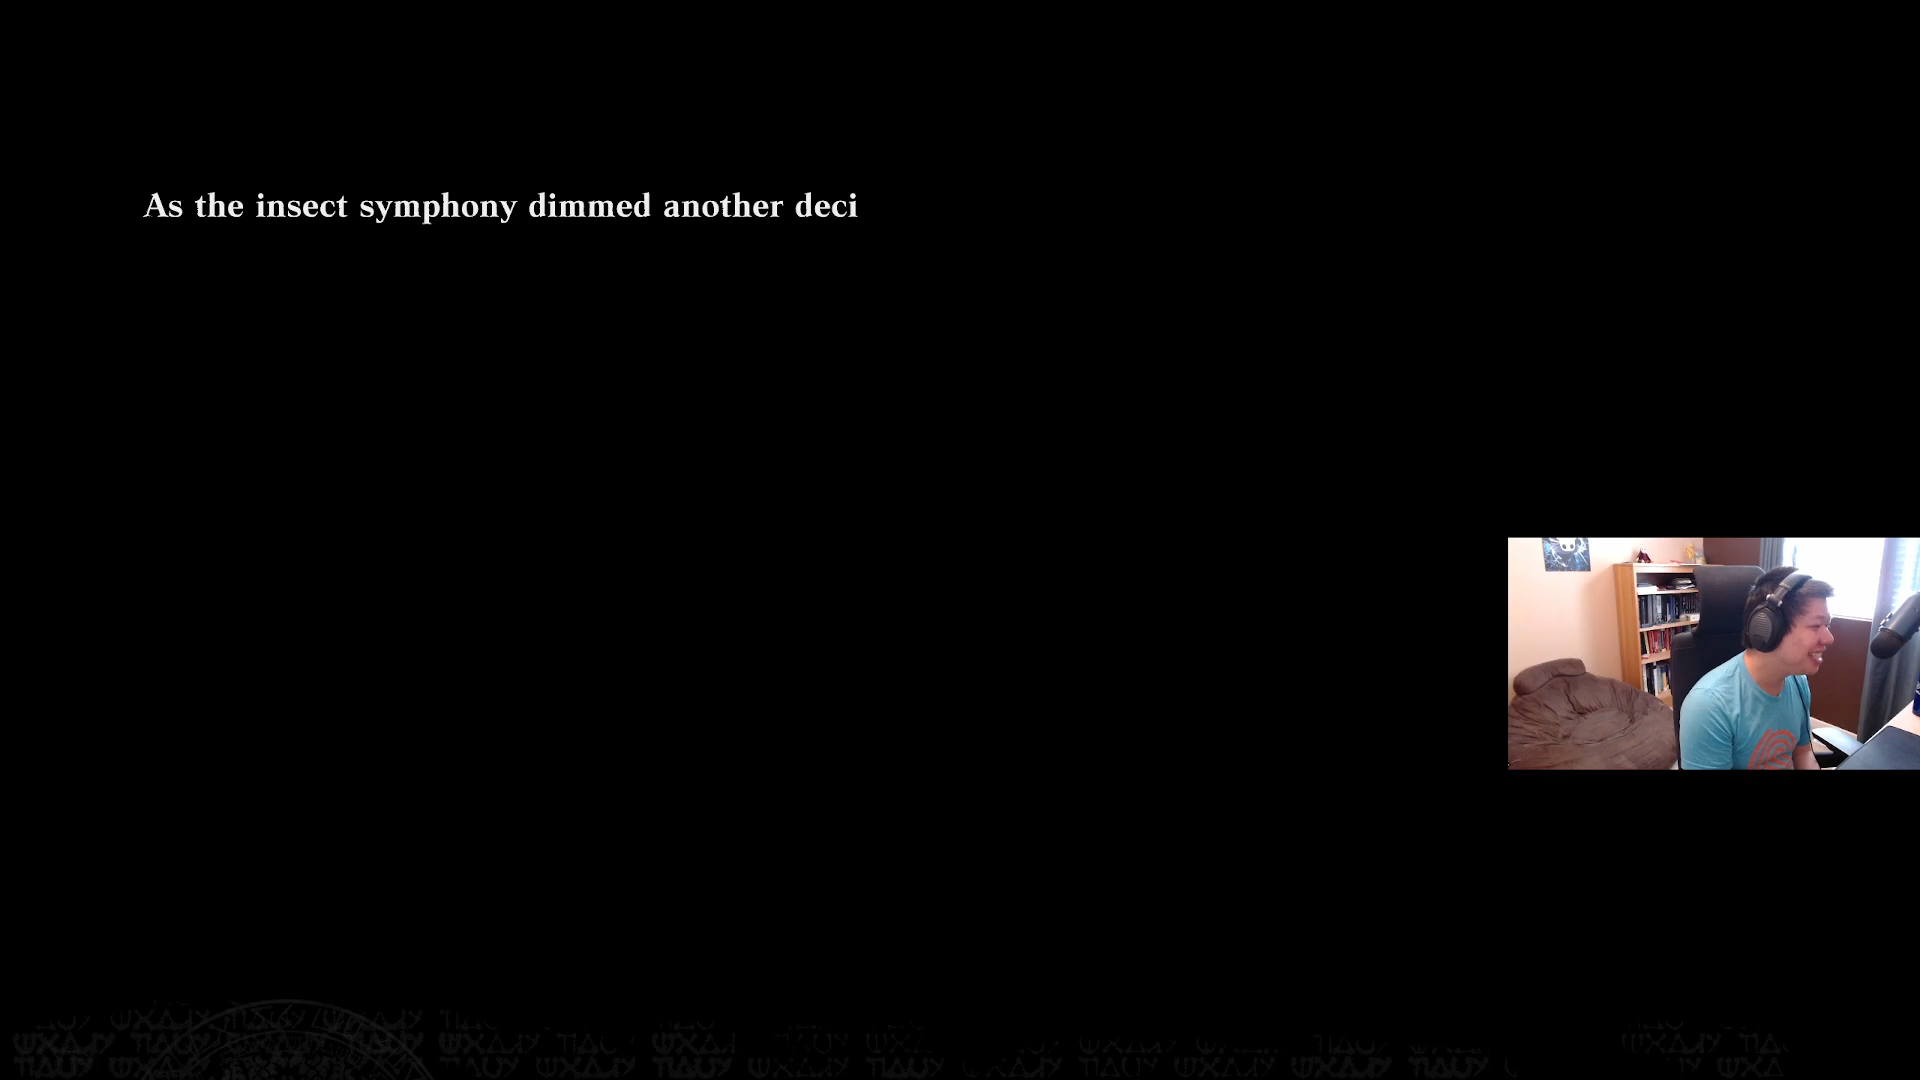 As the insect symphony dimmed another deci